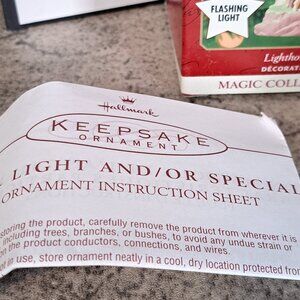 FLASHING
LIGHT
DÉCORAT
MAGIC COLL
Hallmark
KEEPSAKE
ORNAMENT
LIGHT AND/OR SPECIAL
ORNAMENT INSTRUCTION SHEET
storing the product, carefully remove the product from wherever it is
including trees, branches, or bushes, to avoid any undue strain or
the product conductors, connections, and wires.
in use, store ornament neatly in a cool, dry location protected from